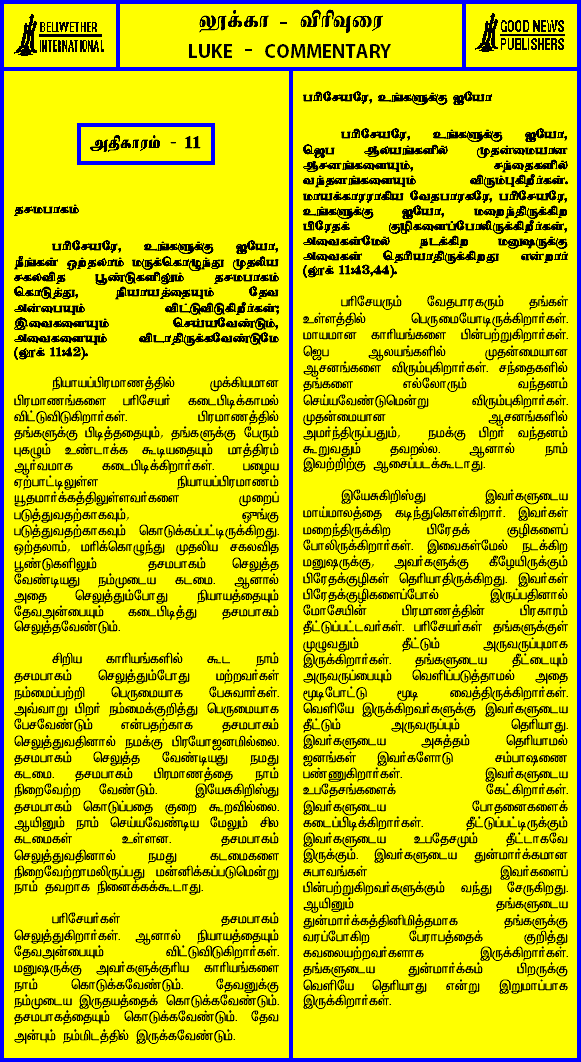 BELLWETHER
INTERNATIONAL
லூக்கா - விரிவுரை
LUKE - COMMENTARY
GOOD NEWS
PUBLISHERS
அதிகாரம் - 11
தசமபாகம்
பரிசேயரே, உங்களுக்கு ஐயோ,
நீங்கள் ஒற்தலாம் மருக்கொழுந்து முதலிய
சகலவித பூண்டுகளிலும் தசமபாகம்
கொடுத்து, நியாயத்தையும் தேவ
அன்பையும் விட்டுவிடுகிறீர்கள்;
இவைகளையும் செய்யவேண்டும்,
அவைகளையும் விடாதிருக்கவேண்டுமே
(லூக் 11:42).
நியாயப்பிரமாணத்தில் முக்கியமான
பிரமாணங்களை பரிசேயர் கடைபிடிக்காமல்
விட்டுவிடுகிறார்கள். பிரமாணத்தில்
தங்களுக்கு பிடித்ததையும், தங்களுக்கு பேரும்
புகழும் உண்டாக்க கூடியதையும் மாத்திரம்
ஆர்வமாக கடைபிடிக்கிறார்கள். பழைய
ஏற்பாட்டிலுள்ள நியாயப்பிரமாணம்
யூதமார்க்கத்திலுள்ளவர்களை முறைப்
படுத்துவதற்காகவும், ஒழுங்கு
படுத்துவதற்காகவும் கொடுக்கப்பட்டிருக்கிறது.
ஒற்தலாம், மரிக்கொழுந்து முதலிய சகலவித
பூண்டுகளிலும் தசமபாகம் செலுத்த
வேண்டியது நம்முடைய கடமை. ஆனால்
அதை செலுத்தும்போது நியாயத்தையும்
தேவஅன்பையும் கடைபிடித்து தசமபாகம்
செலுத்தவேண்டும்.
சிறிய காரியங்களில் கூட நாம்
தசமபாகம் செலுத்தும்போது மற்றவர்கள்
நம்மைப்பற்றி பெருமையாக பேசுவார்கள்.
அவ்வாறு பிறர் நம்மைக்குறித்து பெருமையாக
பேசவேண்டும் என்பதற்காக தசமபாகம்
செலுத்துவதினால் நமக்கு பிரயோஜனமில்லை.
தசமபாகம் செலுத்த வேண்டியது நமது
கடமை. தசமபாகம் பிரமாணத்தை நாம்
நிறைவேற்ற வேண்டும். இயேசுகிறிஸ்து
தசமபாகம் கொடுப்பதை குறை கூறவில்லை.
ஆயினும் நாம் செய்யவேண்டிய மேலும் சில
கடமைகள் உள்ளன. தசமபாகம்
செலுத்துவதினால் நமது கடமைகளை
நிறைவேற்றாமலிருப்பது மன்னிக்கப்படுமென்று
நாம் தவறாக நினைக்கக்கூடாது.
பரிசேயர்கள் தசமபாகம்
செலுத்துகிறார்கள். ஆனால் நியாயத்தையும்
தேவஅன்பையும் விட்டுவிடுகிறார்கள்.
மனுஷருக்கு அவர்களுக்குரிய காரியங்களை
நாம் கொடுக்கவேண்டும். தேவனுக்கு
நம்முடைய இருதயத்தைக் கொடுக்கவேண்டும்.
தசமபாகத்தையும் கொடுக்கவேண்டும். தேவ
அன்பும் நம்மிடத்தில் இருக்கவேண்டும்.
பரிசேயரே, உங்களுக்கு ஐயோ
பரிசேயரே, உங்களுக்கு ஐயோ,
ஜெப ஆலயங்களில் முதன்மையான
ஆசனங்களையும், சந்தைகளில்
வந்தனங்களையும் விரும்புகிறீர்கள்.
மாயக்காரராகிய வேதபாரகரே, பரிசேயரே,
உங்களுக்கு ஐயோ, மறைந்திருக்கிற
பிரேதக் குழிகளைப்போலிருக்கிறீர்கள்,
அவைகள்மேல் நடக்கிற மனுஷருக்கு
அவைகள் தெரியாதிருக்கிறது என்றார்
(லூக் 11:43,44).
பரிசேயரும் வேதபாரகரும் தங்கள்
உள்ளத்தில் பெருமையோடிருக்கிறார்கள்.
மாயமான காரியங்களை பின்பற்றுகிறார்கள்.
ஜெப ஆலயங்களில் முதன்மையான
ஆசனங்களை விரும்புகிறார்கள். சந்தைகளில்
தங்களை எல்லோரும் வந்தனம்
செய்யவேண்டுமென்று விரும்புகிறார்கள்.
முதன்மையான ஆசனங்களில்
அமர்ந்திருப்பதும், நமக்கு பிறர் வந்தனம்
கூறுவதும் தவறல்ல. ஆனால் நாம்
இவற்றிற்கு ஆசைப்படக்கூடாது.
இயேசுகிறிஸ்து இவர்களுடைய
மாய்மாலத்தை கடிந்துகொள்கிறார். இவர்கள்
மறைந்திருக்கிற பிரேதக் குழிகளைப்
போலிருக்கிறார்கள். இவைகள்மேல் நடக்கிற
மனுஷருக்கு, அவர்களுக்கு கீழேயிருக்கும்
பிரேதக்குழிகள் தெரியாதிருக்கிறது. இவர்கள்
பிரேதக்குழிகளைப்போல் இருப்பதினால்
மோசேயின் பிரமாணத்தின் பிரகாரம்
தீட்டுப்பட்டவர்கள். பரிசேயர்கள் தங்களுக்குள்
முழுவதும் தீட்டும் அருவருப்புமாக
இருக்கிறார்கள். தங்களுடைய தீட்டையும்
அருவருப்பையும் வெளிப்படுத்தாமல் அதை
மூடிபோட்டு மூடி வைத்திருக்கிறார்கள்.
வெளியே இருக்கிறவர்களுக்கு இவர்களுடைய
தீட்டும் அருவருப்பும் தெரியாது.
இவர்களுடைய அசுத்தம் தெரியாமல்
ஜனங்கள் இவர்களோடு சம்பாஷணை
பண்ணுகிறார்கள். இவர்களுடைய
உபதேசங்களைக் கேட்கிறார்கள்.
இவர்களுடைய போதனைகளைக்
கடைப்பிடிக்கிறார்கள். தீட்டுப்பட்டிருக்கும்
இவர்களுடைய உபதேசமும் தீட்டாகவே
இருக்கும். இவர்களுடைய துன்மார்க்கமான
சுபாவங்கள் இவர்களைப்
பின்பற்றுகிறவர்களுக்கும் வந்து சேருகிறது.
ஆயினும் தங்களுடைய
துன்மார்க்கத்தினிமித்தமாக தங்களுக்கு
வரப்போகிற பேராபத்தைக் குறித்து
கவலையற்றவர்களாக இருக்கிறார்கள்.
தங்களுடைய துன்மார்க்கம் பிறருக்கு
வெளியே தெரியாது என்று இறுமாப்பாக
இருக்கிறார்கள்.